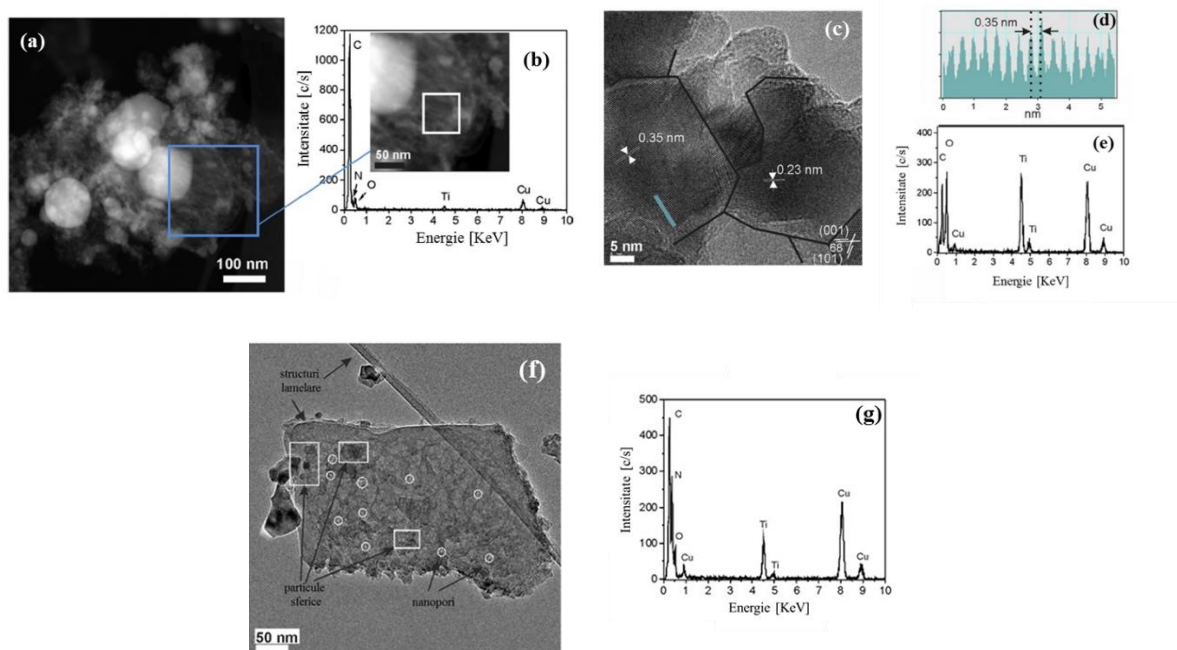 (a)
100 nm
(b)
1200
1000
800
600
400
200
0
Intensitate [c/s]
C
N
O
Ti
Cu
Cu
50 nm
0 1 2 3 4 5 6 7 8 9 10
Energie [KeV]
(c)
0.35 nm
0.23 nm
(001)
68
(101)
5 nm
(d)
0.35 nm
0 1 2 3 4 5
nm
(e)
400
300
200
100
0
Intensitate [c/s]
C
O
Cu
Ti
Ti
Cu
Cu
0 1 2 3 4 5 6 7 8 9 10
Energie [KeV]
(f)
structuri
lamelare
particule
sferice
nanopori
50 nm
(g)
500
400
300
200
100
0
Intensitate [c/s]
C
N
O
Cu
Ti
Ti
Cu
Cu
0 1 2 3 4 5 6 7 8 9 10
Energie [KeV]